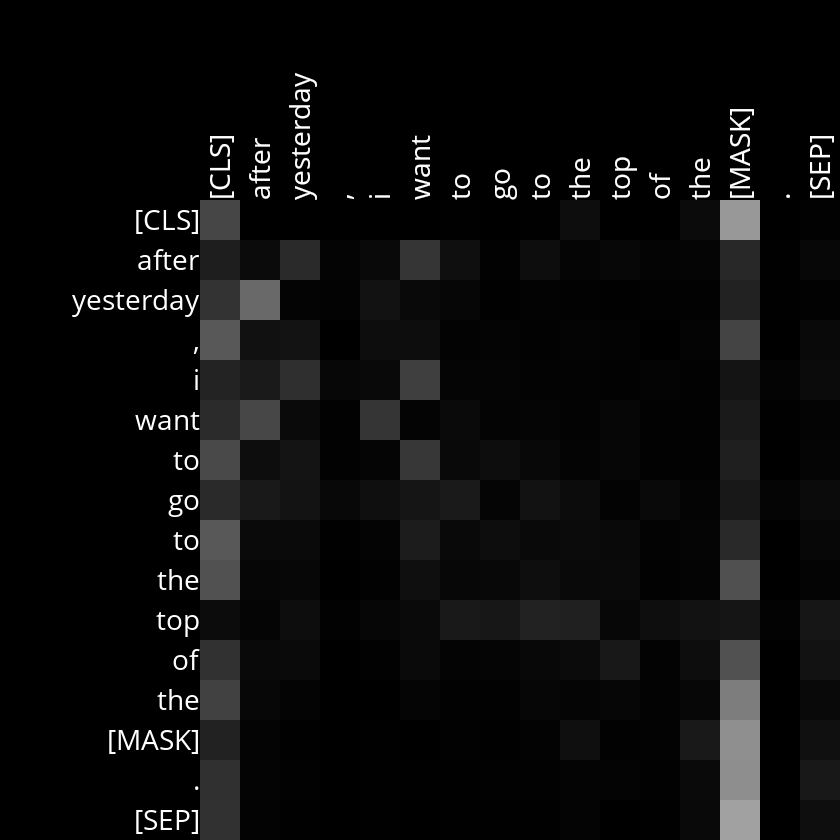 [CLS] after yesterday , i want to go to the top of the [MASK] . [SEP]
[CLS]
after
yesterday
,
i
want
to
go
to
the
top
of
the
[MASK]
.
[SEP]